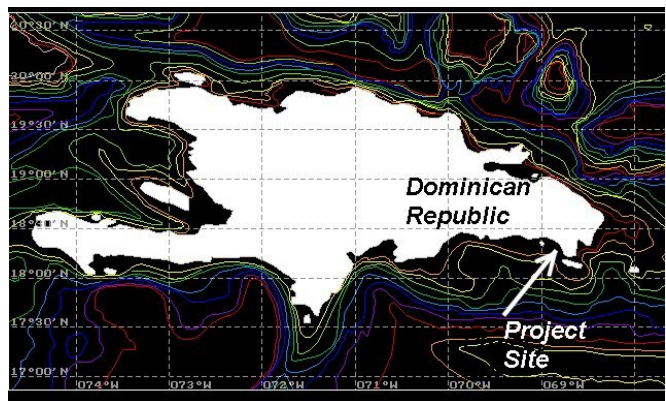 20°30' N
20°00' N
19°30' N
19°00' N
18°30' N
18°00' N
17°30' N
17°00' N
Dominican
Republic
Project
Site
074°W 073°W 072°W 071°W 070°W 069°W